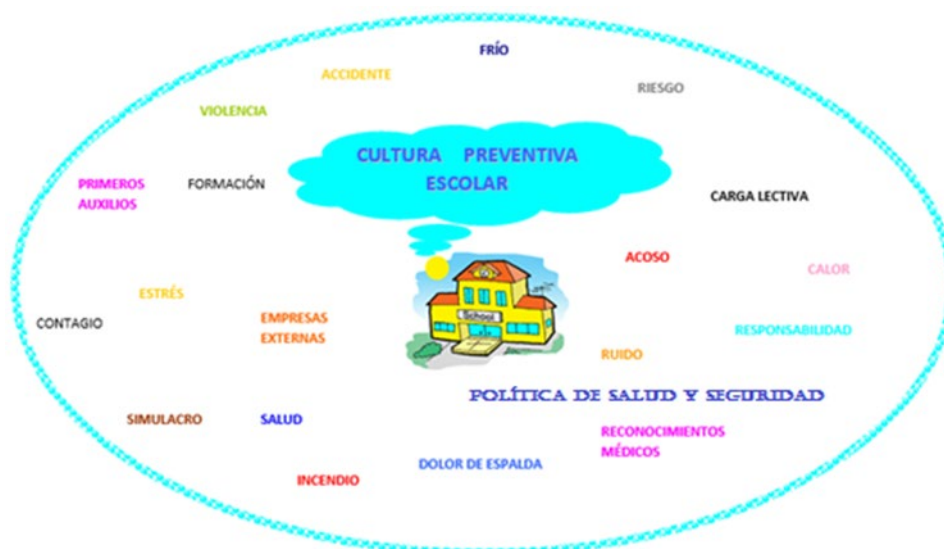 FRÍO
ACCIDENTE
RIESGO
VIOLENCIA
CULTURA PREVENTIVA
ESCOLAR
PRIMEROS
AUXILIOS
FORMACIÓN
CARGA LECTIVA
ACOSO
CALOR
ESTRÉS
CONTAGIO
EMPRESAS
EXTERNAS
School
RESPONSABILIDAD
RUIDO
POLÍTICA DE SALUD Y SEGURIDAD
SIMULACRO
SALUD
RECONOCIMIENTOS
MÉDICOS
DOLOR DE ESPALDA
INCENDIO